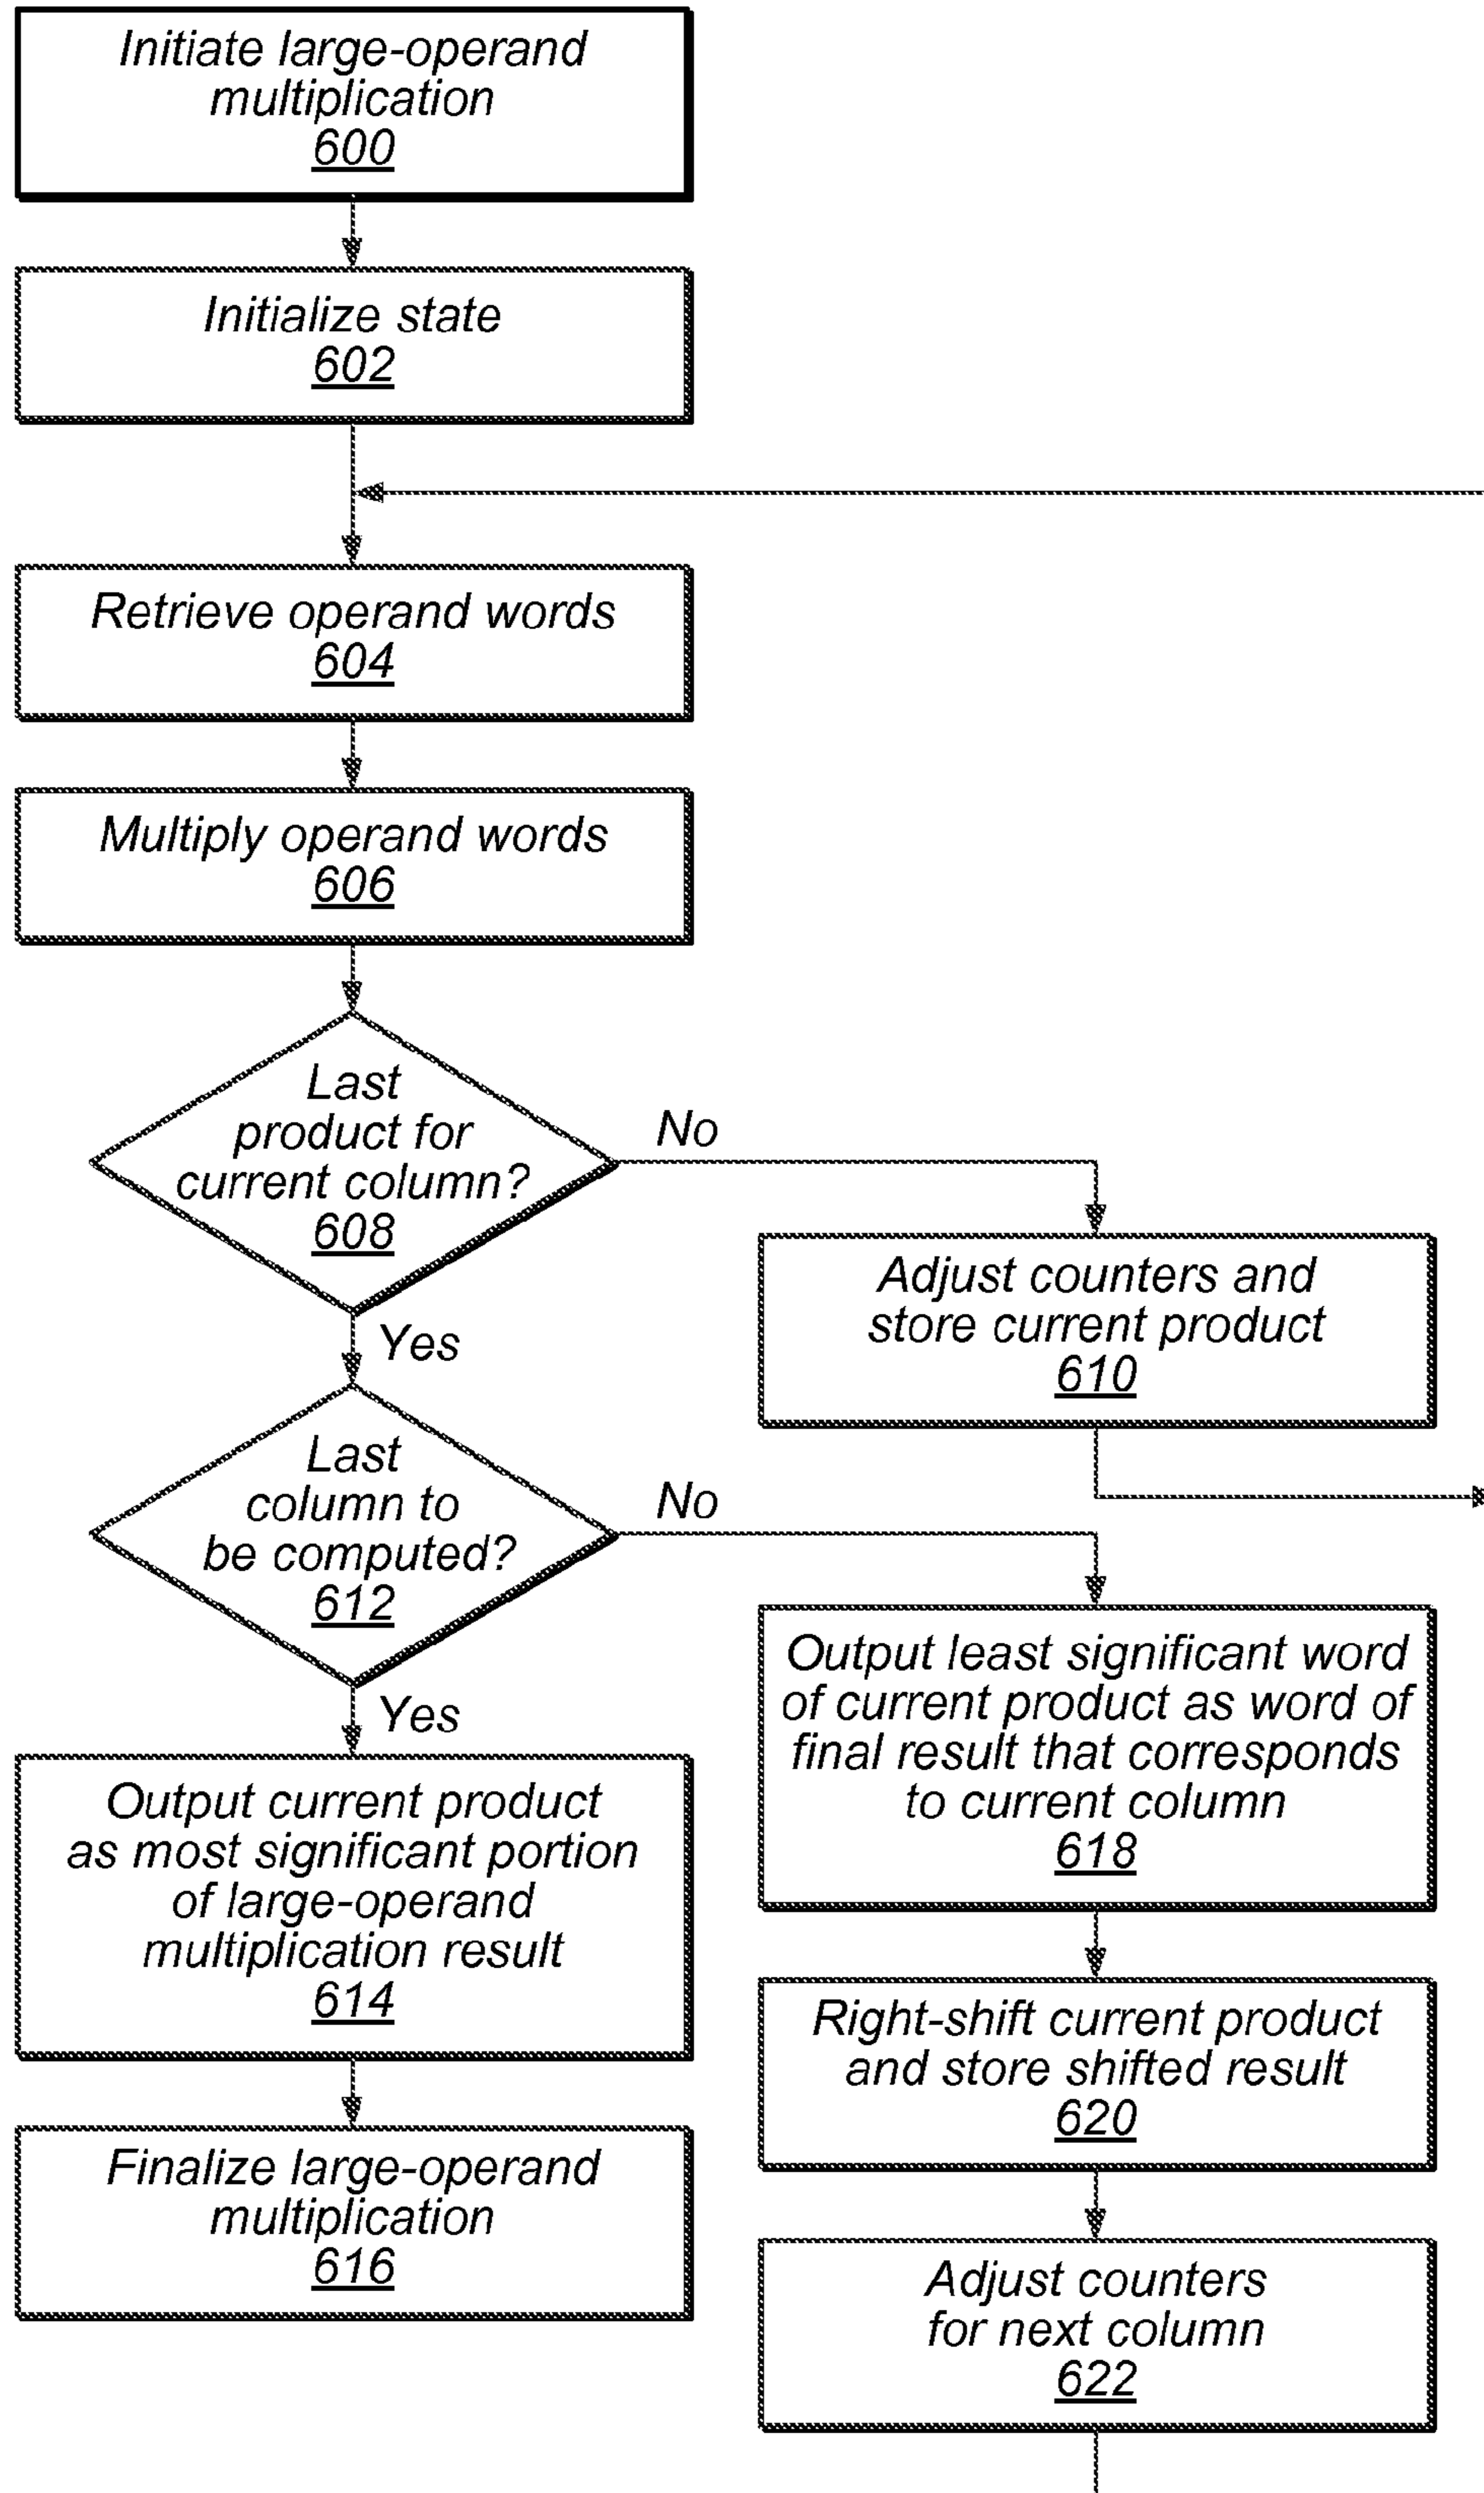 Initiate large-operand
multiplication
600
Initialize state
602
Retrieve operand words
604
Multiply operand words
606
Last
product for
current column?
608
No
Yes
Adjust counters and
store current product
610
Last
column to
be computed?
612
No
Yes
Output current product
as most significant portion
of large-operand
multiplication result
614
Finalize large-operand
multiplication
616
Output least significant word
of current product as word of
final result that corresponds
to current column
618
Right-shift current product
and store shifted result
620
Adjust counters
for next column
622